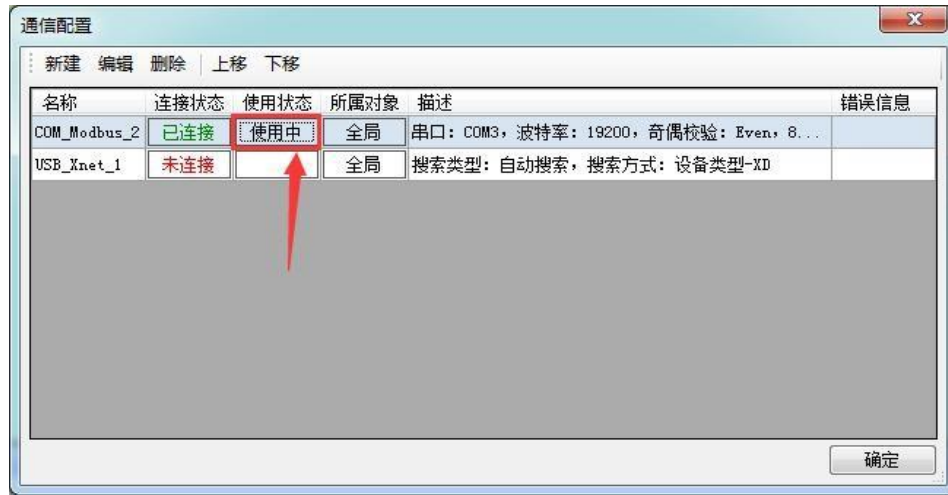 通信配置
新建 编辑 删除 上移 下移
名称 连接状态 使用状态 所属对象 描述 错误信息
COM_Modbus_2 已连接 使用中 全局 串口: COM3, 波特率: 19200, 奇偶校验: Even, 8...
USB_Xnet_1 未连接 全局 搜索类型: 自动搜索, 搜索方式: 设备类型-XD
确定